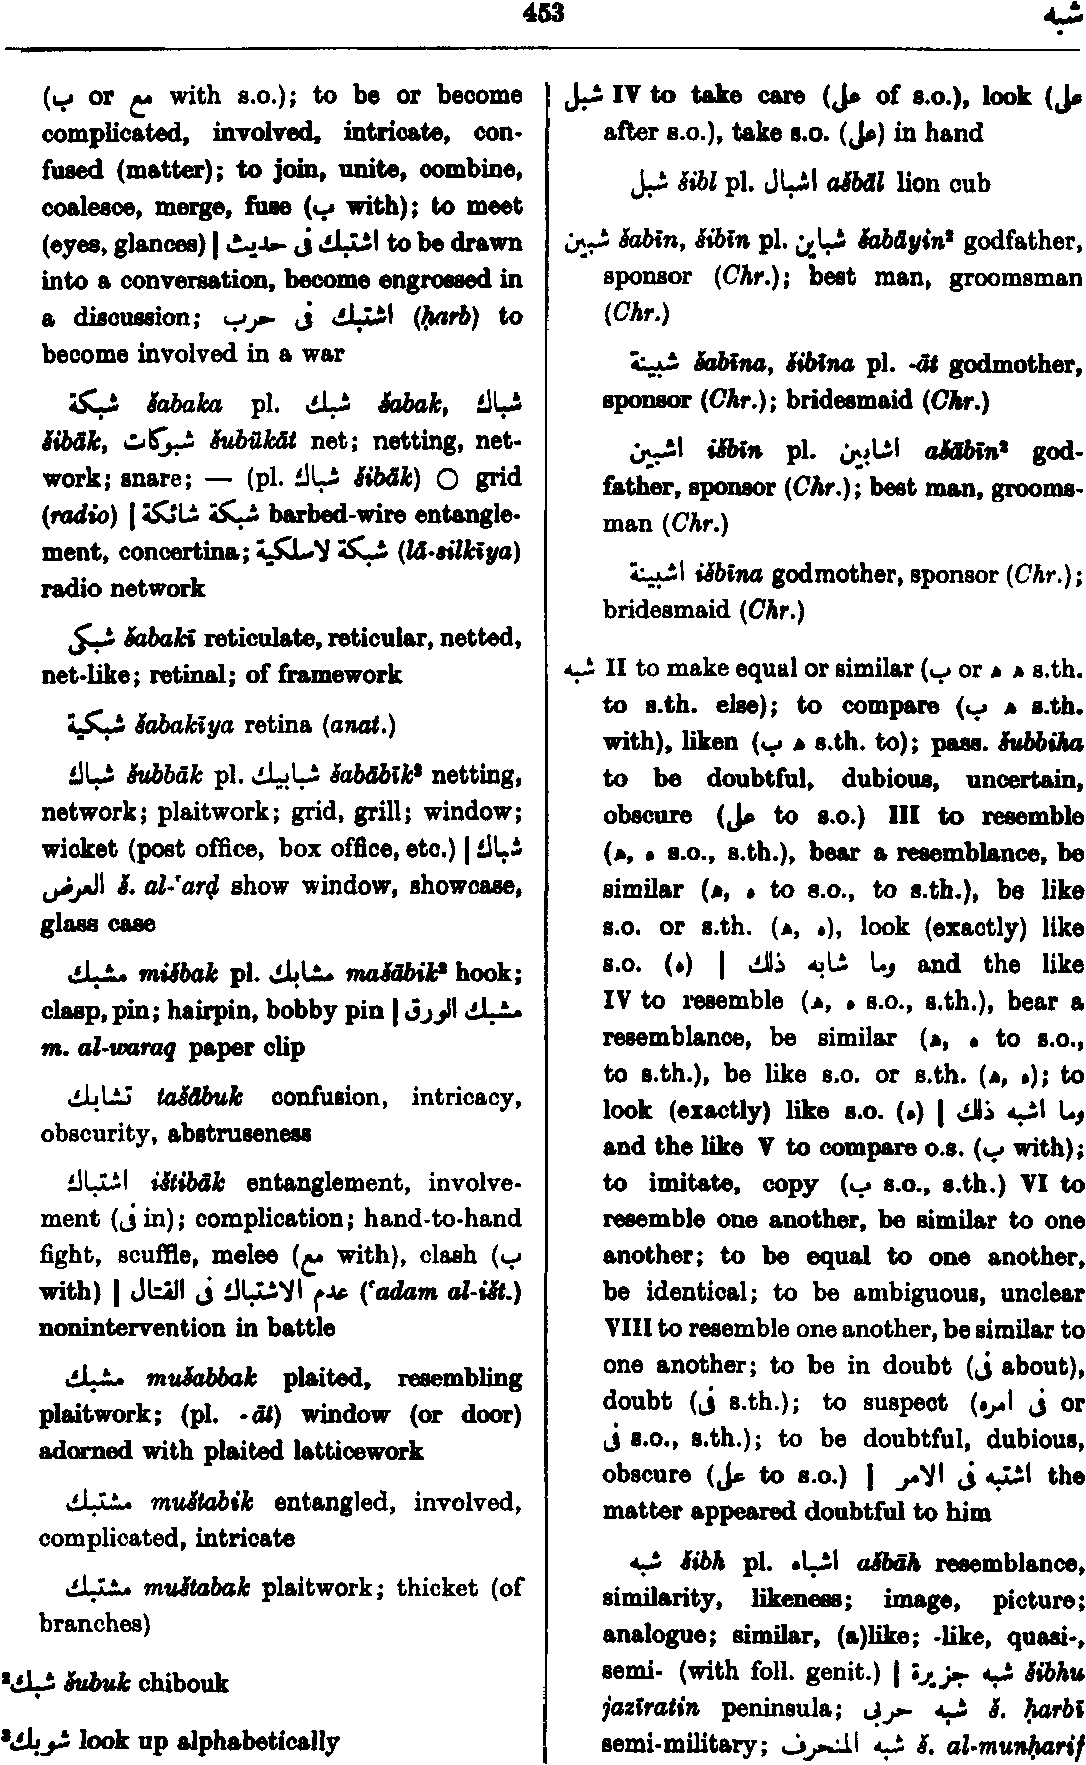 453
شبه
(ب or مع with s.o.); to be or become
complicated, involved, intricate, con-
fused (matter); to join, unite, combine,
coalesce, merge, fuse (ب with); to meet
(eyes, glances) | اشتبك فى حديث to be drawn
into a conversation, become engrossed in
a discussion; اشتبك فى حرب (ḥarb) to
become involved in a war
شبكة šabaka pl. شبك šabak, شباك
šibāk, شبوكات šubūkāt net; netting, net-
work; snare; — (pl. شباك šibāk) ○ grid
(radio) | شبكة شائكة barbed-wire entangle-
ment, concertina; شبكة لاسلكية (lā-silkīya)
radio network
شبكى šabakī reticulate, reticular, netted,
net-like; retinal; of framework
شبكية šabakīya retina (anat.)
شباك šubbāk pl. شبابيك šabābīk² netting,
network; plaitwork; grid, grill; window;
wicket (post office, box office, etc.) | شباك
العرض š. al-ʿarḍ show window, showcase,
glass case
مشبك mišbak pl. مشابك mašābik² hook;
clasp, pin; hairpin, bobby pin | مشبك الورق
m. al-waraq paper clip
تشابك tašābuk confusion, intricacy,
obscurity, abstruseness
اشتباك ištibāk entanglement, involve-
ment (فى in); complication; hand-to-hand
fight, scuffle, melee (مع with), clash (ب
with) | عدم الاشتباك فى القتال (ʿadam al-išt.)
nonintervention in battle
مشبك mušabbak plaited, resembling
plaitwork; (pl. -āt) window (or door)
adorned with plaited latticework
مشتبك muštabik entangled, involved,
complicated, intricate
مشتبك muštabak plaitwork; thicket (of
branches)
²شبك šubuk chibouk
³شوبك look up alphabetically
شبل IV to take care (على of s.o.), look (على
after s.o.), take s.o. (على) in hand
شبل šibl pl. اشبال ašbāl lion cub
شبين šabīn, šibīn pl. شباين šabāyin² godfather,
sponsor (Chr.); best man, groomsman
(Chr.)
شبينة šabīna, šibīna pl. -āt godmother,
sponsor (Chr.); bridesmaid (Chr.)
اشبين išbīn pl. اشابين ašābīn² god-
father, sponsor (Chr.); best man, grooms-
man (Chr.)
اشبينة išbīna godmother, sponsor (Chr.);
bridesmaid (Chr.)
شبه II to make equal or similar (ب or ه ه s.th.
to s.th. else); to compare (ه ب s.th.
with), liken (ه ب s.th. to); pass. šubbiha
to be doubtful, dubious, uncertain,
obscure (على to s.o.) III to resemble
(ه, ه s.o., s.th.), bear a resemblance, be
similar (ه, ه to s.o., to s.th.), be like
s.o. or s.th. (ه, ه), look (exactly) like
s.o. (ه) | وما شابه ذلك and the like
IV to resemble (ه, ه s.o., s.th.), bear a
resemblance, be similar (ه, ه to s.o.,
to s.th.), be like s.o. or s.th. (ه, ه); to
look (exactly) like s.o. (ه) | وما اشبه ذلك
and the like V to compare o.s. (ب with);
to imitate, copy (ب s.o., s.th.) VI to
resemble one another, be similar to one
another; to be equal to one another,
be identical; to be ambiguous, unclear
VIII to resemble one another, be similar to
one another; to be in doubt (فى about),
doubt (فى s.th.); to suspect (فى امره or
فى s.o., s.th.); to be doubtful, dubious,
obscure (على to s.o.) | اشتبه فى الامر the
matter appeared doubtful to him
شبه šibh pl. اشباه ašbāh resemblance,
similarity, likeness; image, picture;
analogue; similar, (a)like; -like, quasi-,
semi- (with foll. genit.) | شبه جزيرة šibhu
jazīratin peninsula; شبه حربى š. ḥarbī
semi-military; شبه المنحرف š. al-munḥarif